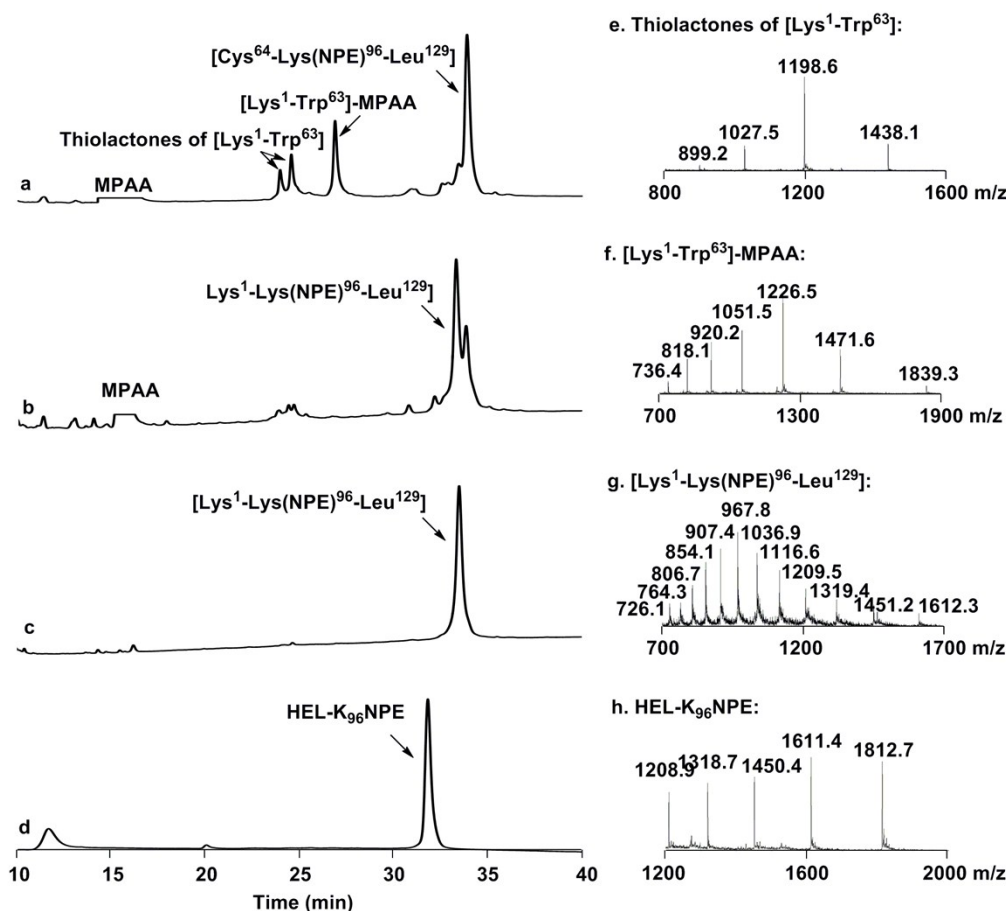 [Cys⁶⁴-Lys(NPE)⁹⁶-Leu¹²⁹]
[Lys¹-Trp⁶³]-MPAA
Thiolactones of [Lys¹-Trp⁶³]
MPAA
a
Lys¹-Lys(NPE)⁹⁶-Leu¹²⁹]
MPAA
b
[Lys¹-Lys(NPE)⁹⁶-Leu¹²⁹]
c
HEL-K₉₆NPE
d
10 15 20 25 30 35 40
Time (min)
e. Thiolactones of [Lys¹-Trp⁶³]:
1198.6
1027.5
1438.1
899.2
800 1200 1600 m/z
f. [Lys¹-Trp⁶³]-MPAA:
1226.5
1051.5
920.2
1471.6
818.1
736.4
1839.3
700 1300 1900 m/z
g. [Lys¹-Lys(NPE)⁹⁶-Leu¹²⁹]:
967.8
907.4
1036.9
854.1
1116.6
806.7
1209.5
764.3
1319.4
726.1
1451.2
1612.3
700 1200 1700 m/z
h. HEL-K₉₆NPE:
1611.4
1812.7
1318.7
1450.4
1208.9
1200 1600 2000 m/z